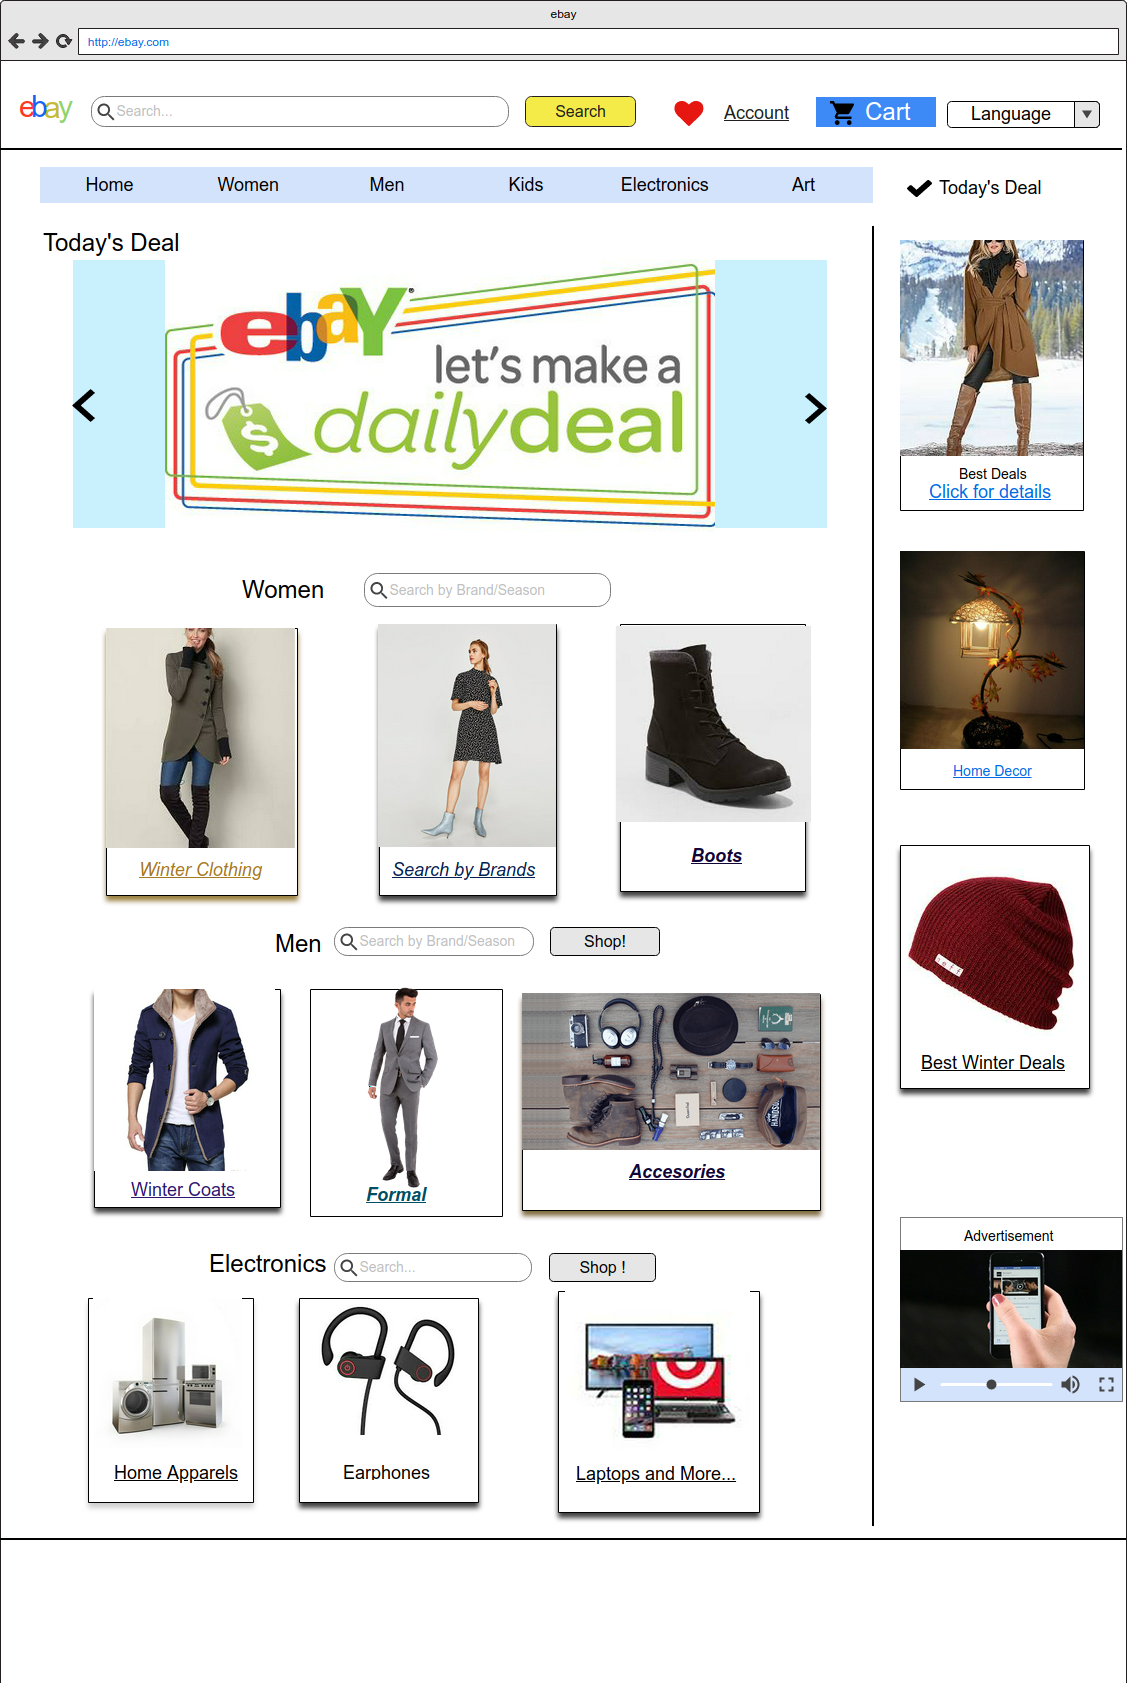 ebay
http://ebay.com
ebay
Search...
Search
Account
Cart
Language
Home
Women
Men
Kids
Electronics
Art
Today's Deal
Today's Deal
ebay®
let's make a
dailydeal
$
Best Deals
Click for details
Women
Search by Brand/Season
Home Decor
Winter Clothing
Search by Brands
Boots
neff
Best Winter Deals
Men
Search by Brand/Season
Shop!
HANDSOM
Winter Coats
Formal
Accesories
Advertisement
Electronics
Search...
Shop !
Home Apparels
Earphones
Laptops and More...